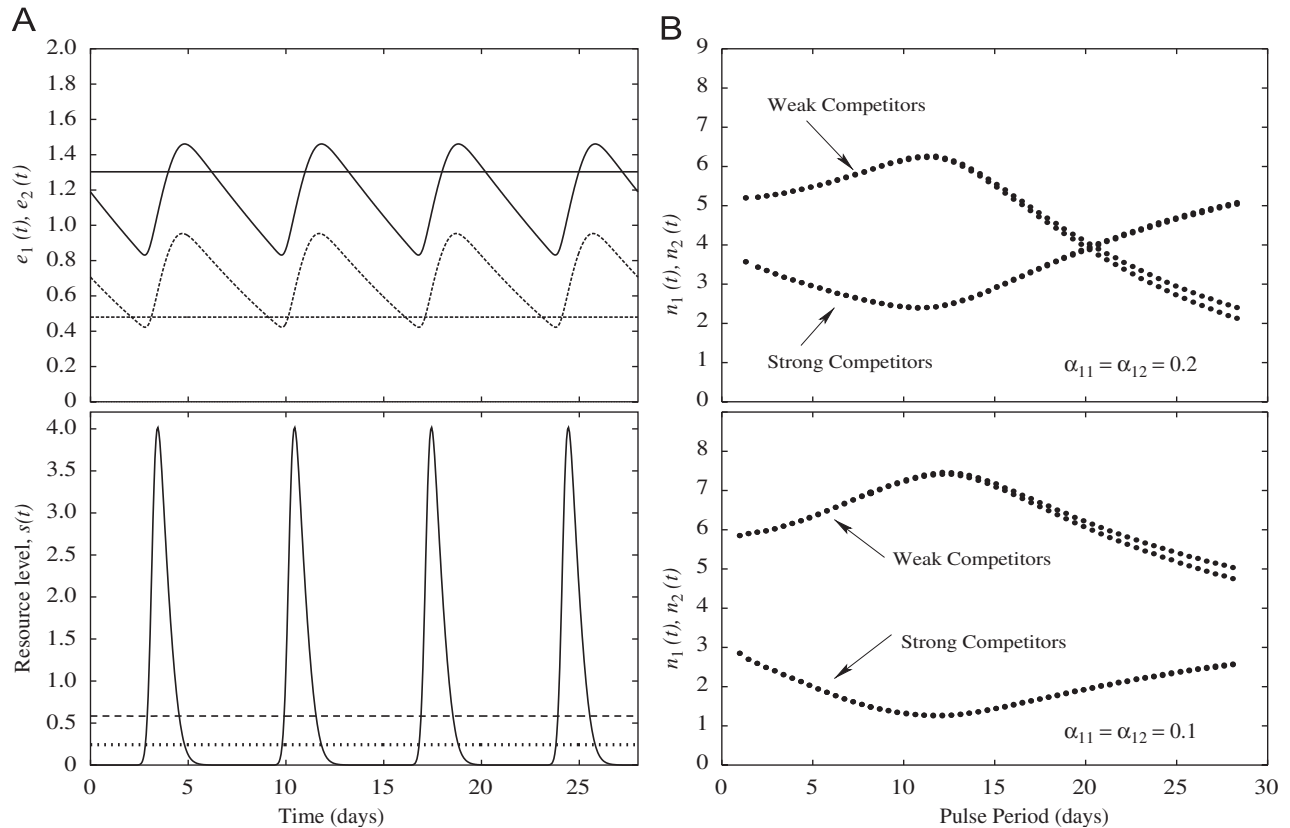 A
2.0
1.8
1.6
1.4
1.2
1.0
0.8
0.6
0.4
0.2
0
e1 (t), e2 (t)
4.0
3.5
3.0
2.5
2.0
1.5
1.0
0.5
0
Resource level, s(t)
0 5 10 15 20 25
Time (days)
B
9
8
7
6
5
4
3
2
1
0
n1 (t), n2 (t)
Weak Competitors
Strong Competitors
α11 = α12 = 0.2
8
7
6
5
4
3
2
1
0
n1 (t), n2 (t)
Weak Competitors
Strong Competitors
α11 = α12 = 0.1
0 5 10 15 20 25 30
Pulse Period (days)